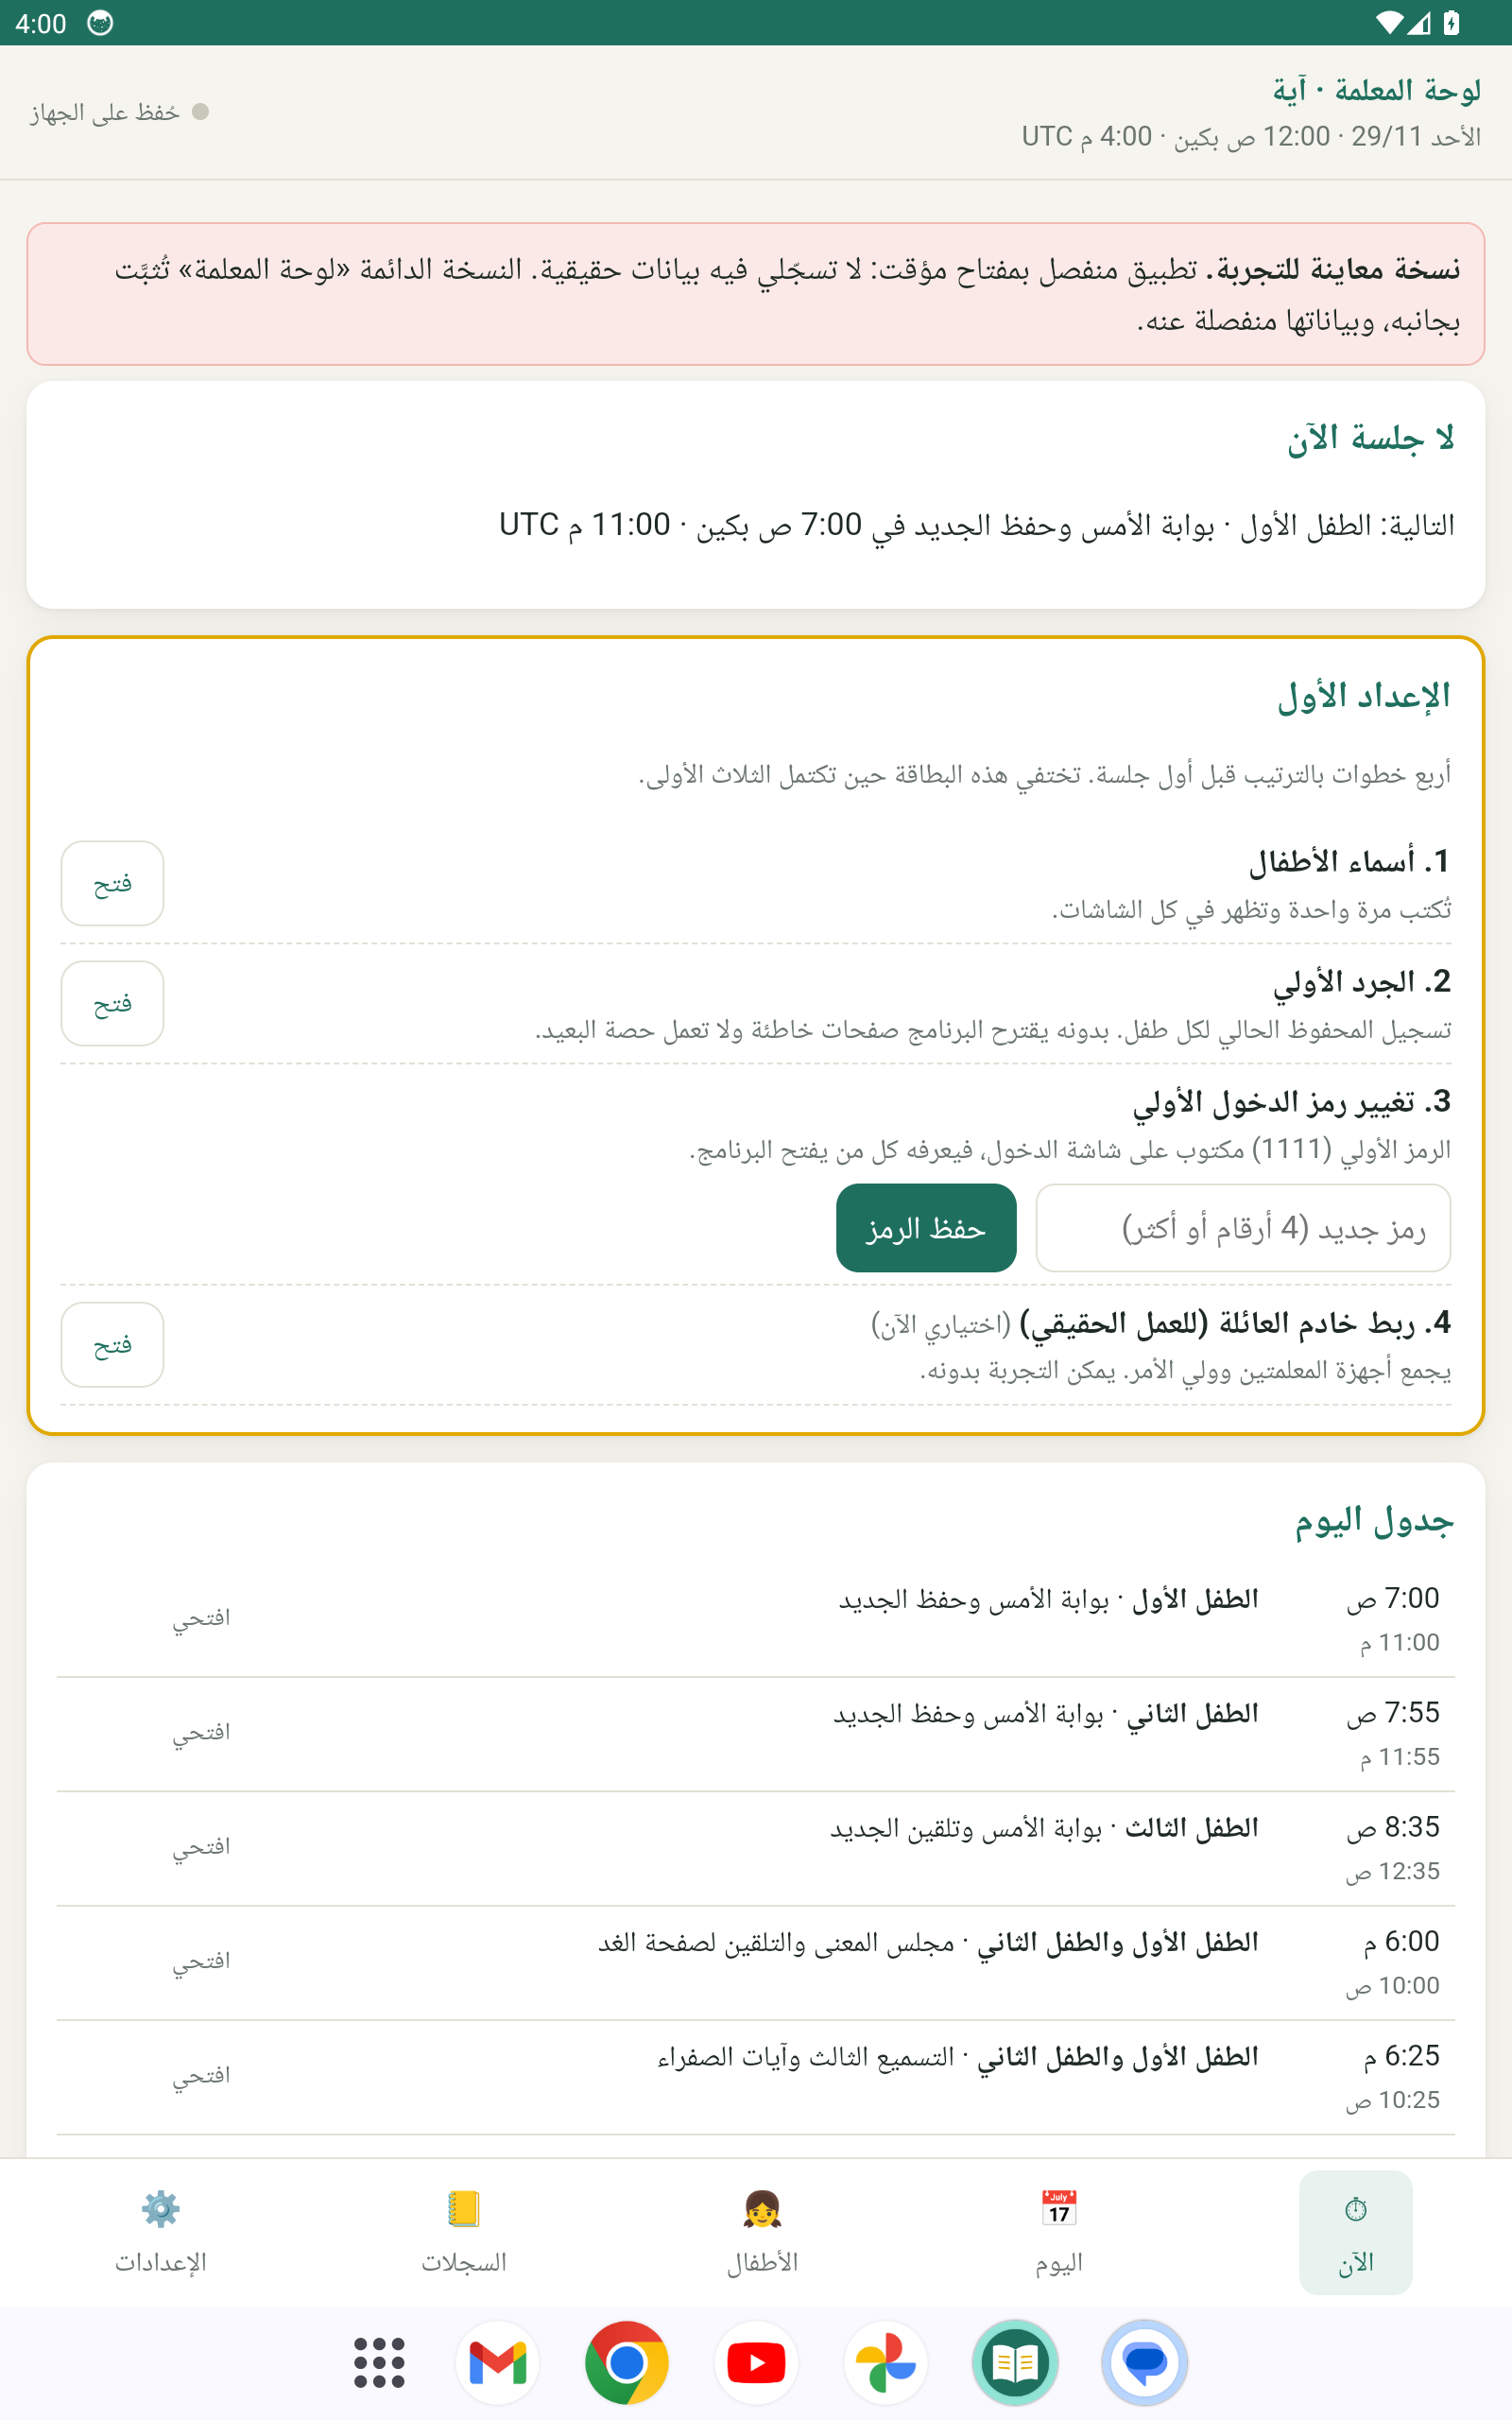 4:00
لوحة المعلمة · آية
الأحد 29/11 · 12:00 ص بكين · 4:00 م UTC
حُفظ على الجهاز
نسخة معاينة للتجربة. تطبيق منفصل بمفتاح مؤقت: لا تسجّلي فيه بيانات حقيقية. النسخة الدائمة «لوحة المعلمة» تُثبَّت
بجانبه، وبياناتها منفصلة عنه.
لا جلسة الآن
التالية: الطفل الأول · بوابة الأمس وحفظ الجديد في 7:00 ص بكين · 11:00 م UTC
الإعداد الأول
أربع خطوات بالترتيب قبل أول جلسة. تختفي هذه البطاقة حين تكتمل الثلاث الأولى.
1. أسماء الأطفال
تُكتب مرة واحدة وتظهر في كل الشاشات.
فتح
2. الجرد الأولي
تسجيل المحفوظ الحالي لكل طفل. بدونه يقترح البرنامج صفحات خاطئة ولا تعمل حصة البعيد.
فتح
3. تغيير رمز الدخول الأولي
الرمز الأولي (1111) مكتوب على شاشة الدخول، فيعرفه كل من يفتح البرنامج.
رمز جديد (4 أرقام أو أكثر)
حفظ الرمز
4. ربط خادم العائلة (للعمل الحقيقي) (اختياري الآن)
يجمع أجهزة المعلمتين وولي الأمر. يمكن التجربة بدونه.
فتح
جدول اليوم
7:00 ص
11:00 م
الطفل الأول · بوابة الأمس وحفظ الجديد
افتحي
7:55 ص
11:55 م
الطفل الثاني · بوابة الأمس وحفظ الجديد
افتحي
8:35 ص
12:35 ص
الطفل الثالث · بوابة الأمس وتلقين الجديد
افتحي
6:00 م
10:00 ص
الطفل الأول والطفل الثاني · مجلس المعنى والتلقين لصفحة الغد
افتحي
6:25 م
10:25 ص
الطفل الأول والطفل الثاني · التسميع الثالث وآيات الصفراء
افتحي
الآن
July
17
اليوم
الأطفال
السجلات
الإعدادات